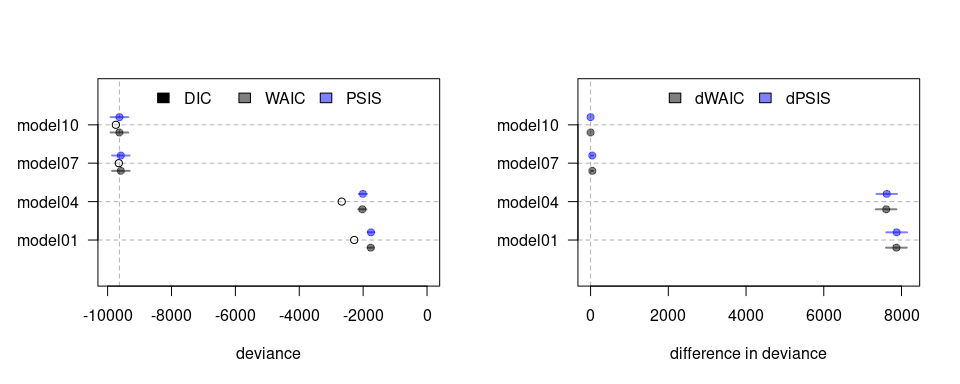 DIC WAIC PSIS
model10
model07
model04
model01
-10000 -8000 -6000 -4000 -2000 0
deviance
dWAIC dPSIS
model10
model07
model04
model01
0 2000 4000 6000 8000
difference in deviance